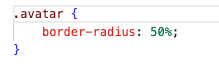 .avatar {
    border-radius: 50%;
}